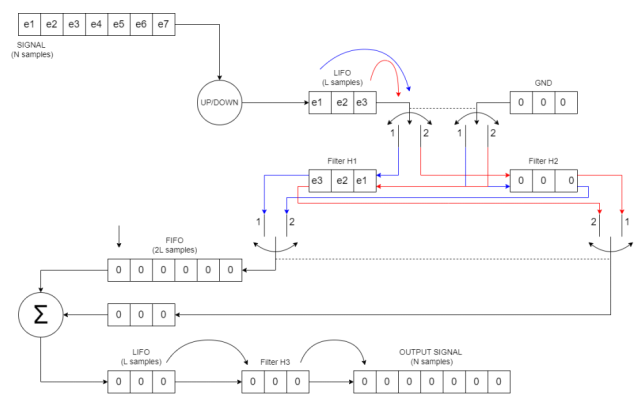 e1 e2 e3 e4 e5 e6 e7
SIGNAL
(N samples)
UP/DOWN
LIFO
(L samples)
e1 e2 e3
GND
0 0 0
1 2
1 2
Filter H1
e3 e2 e1
Filter H2
0 0 0
1 2
2 1
FIFO
(2L samples)
0 0 0 0 0 0
Σ
0 0 0
LIFO
(L samples)
0 0 0
Filter H3
0 0 0
OUTPUT SIGNAL
(N samples)
0 0 0 0 0 0 0